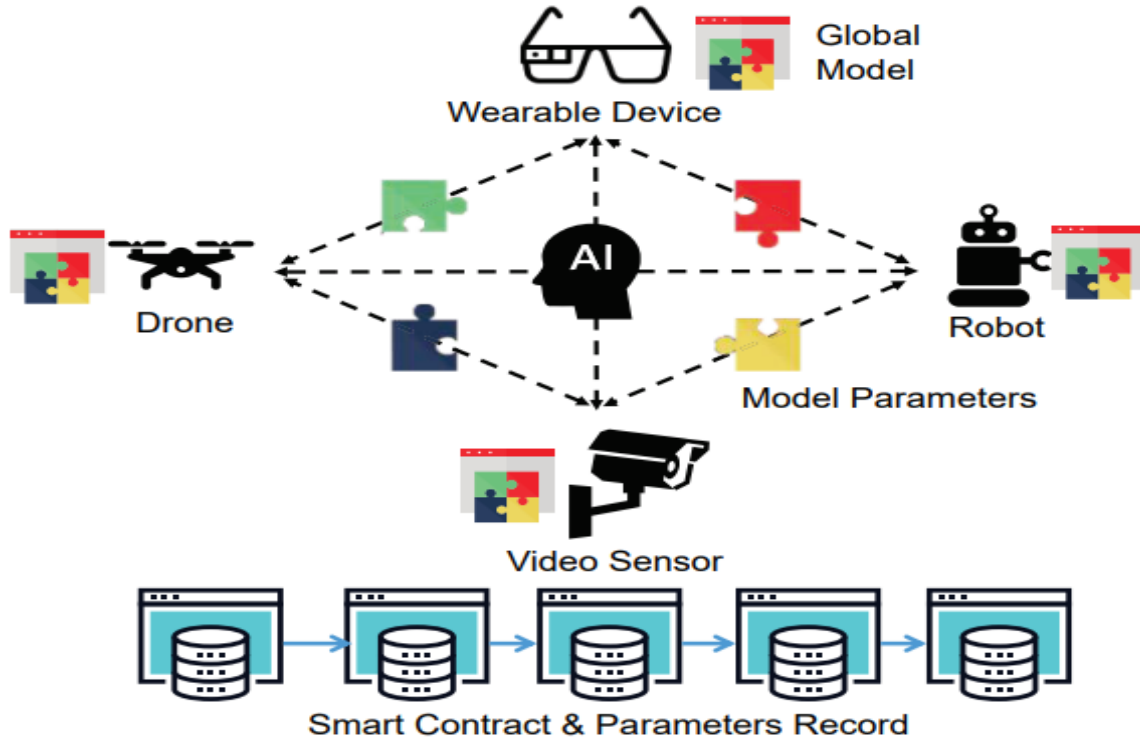 Global
Model
Wearable Device
AI
Drone
Robot
Model Parameters
Video Sensor
Smart Contract & Parameters Record